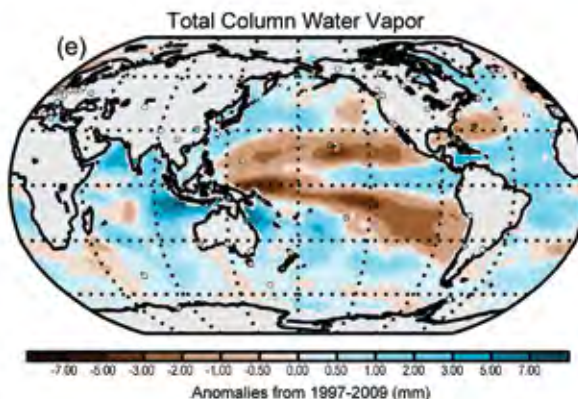 Total Column Water Vapor
(e)
-7.00 -5.00 -3.00 -2.00 -1.00 -0.50 0.00 0.50 1.00 2.00 3.00 5.00 7.00
Anomalies from 1997-2009 (mm)